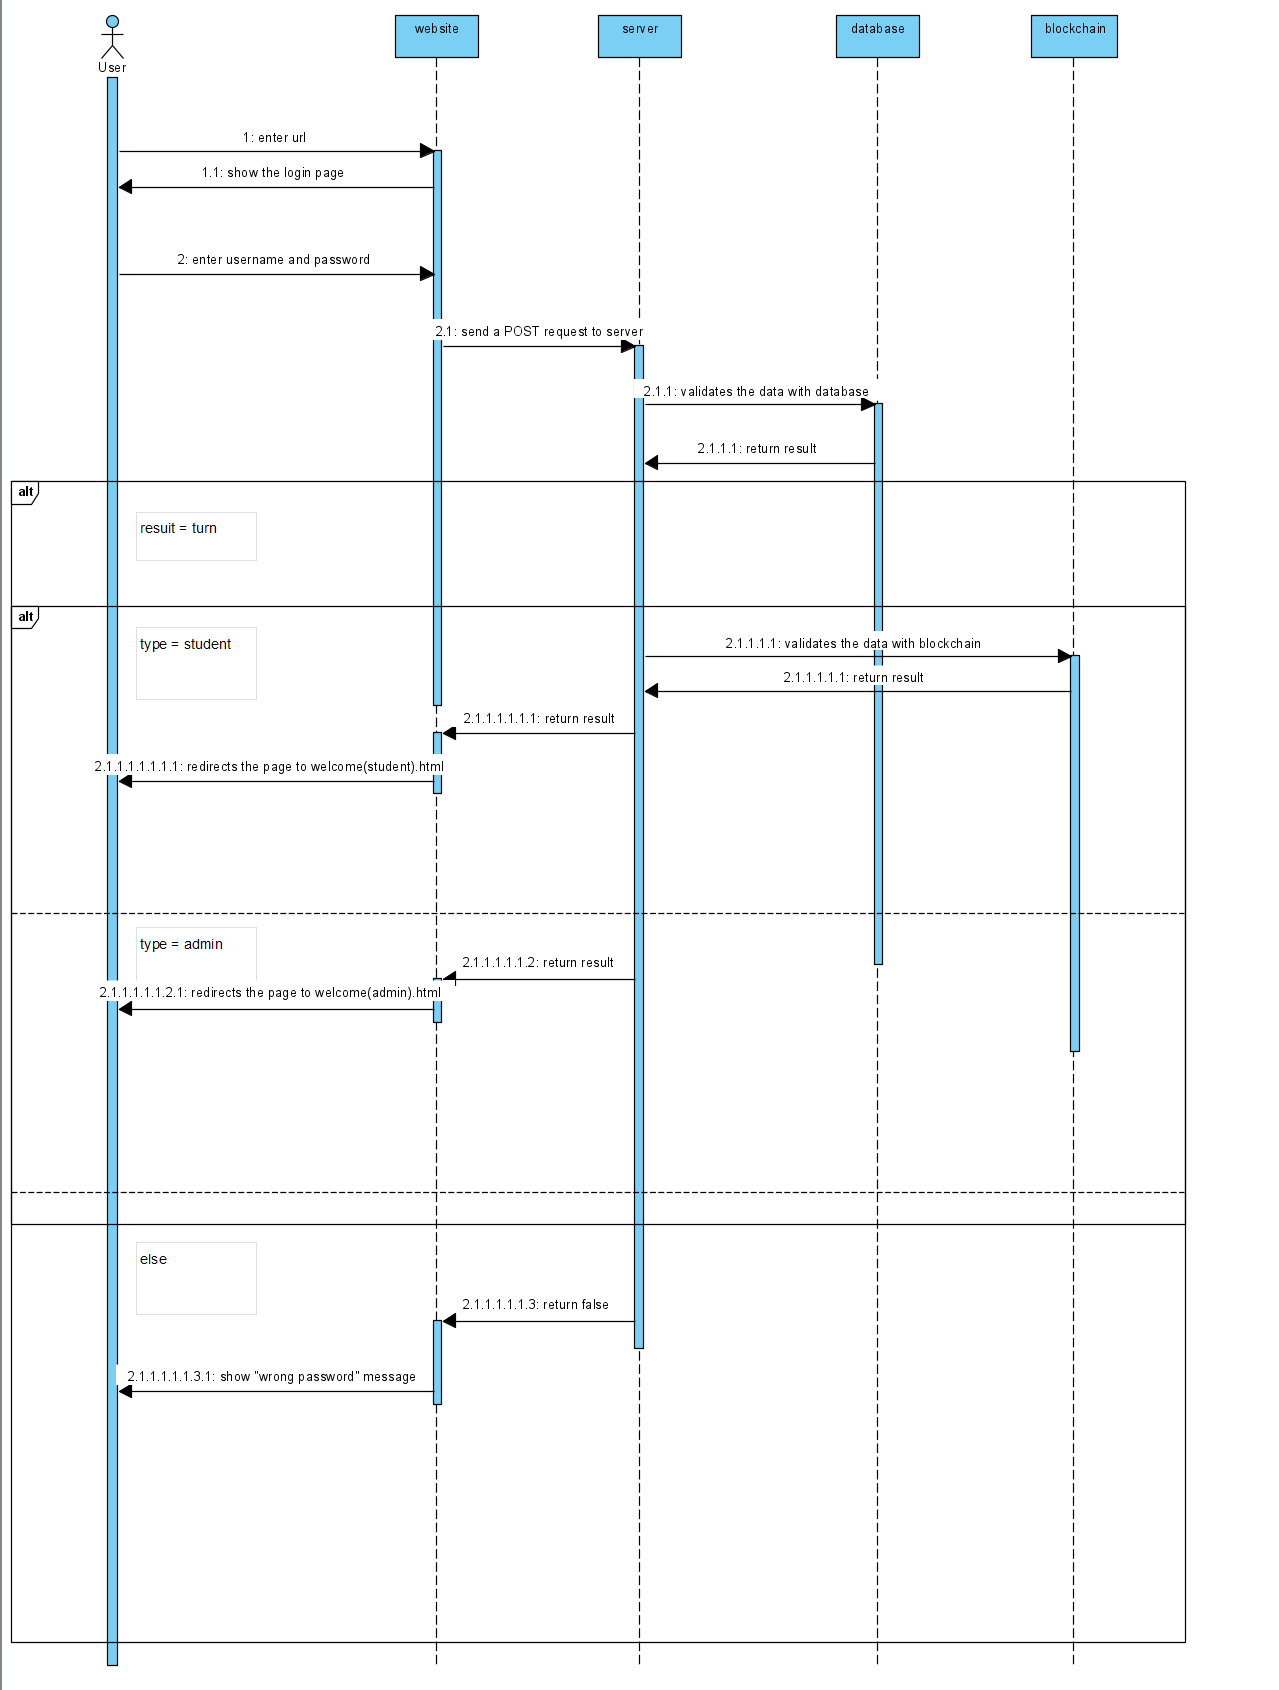 User
website
server
database
blockchain
1: enter url
1.1: show the login page
2: enter username and password
2.1: send a POST request to server
2.1.1: validates the data with database
2.1.1.1: return result
alt
resuit = turn
alt
type = student
2.1.1.1.1: validates the data with blockchain
2.1.1.1.1.1: return result
2.1.1.1.1.1.1: return result
2.1.1.1.1.1.1.1: redirects the page to welcome(student).html
type = admin
2.1.1.1.1.1.2: return result
2.1.1.1.1.1.2.1: redirects the page to welcome(admin).html
else
2.1.1.1.1.1.3: return false
2.1.1.1.1.1.3.1: show "wrong password" message